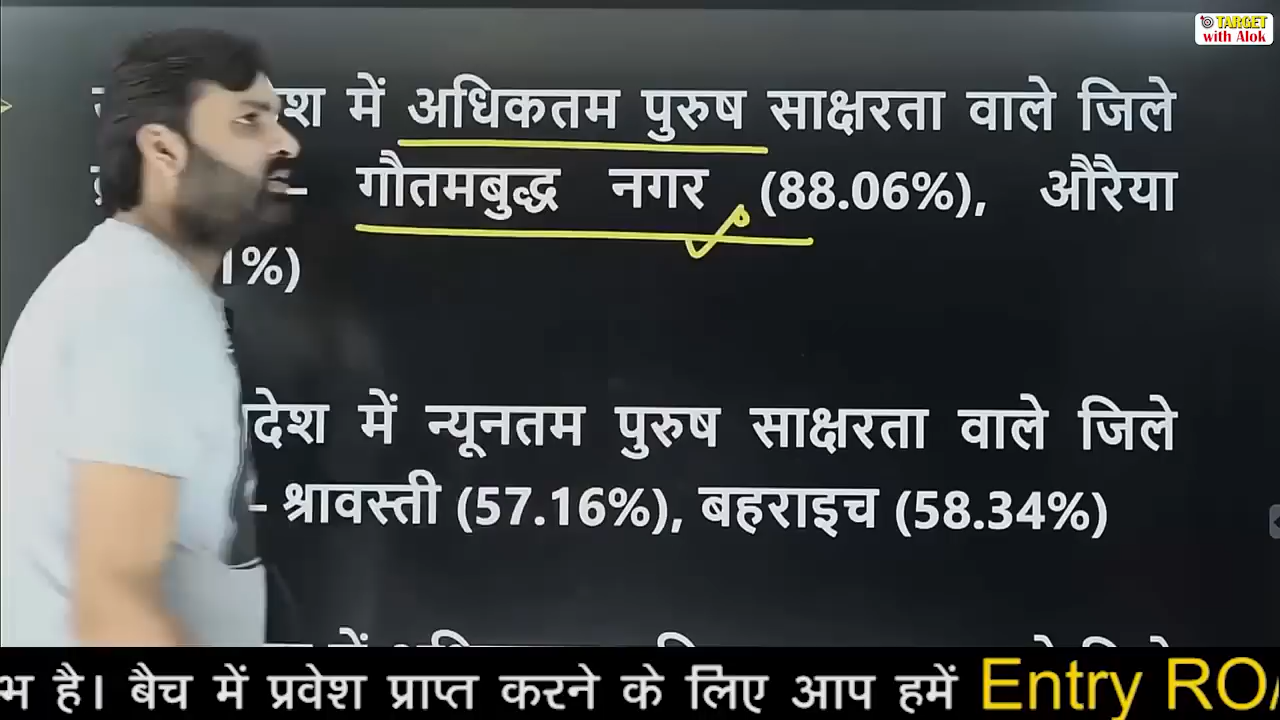 TARGET
with Alok
में अधिकतम पुरुष साक्षरता वाले जिले
- गौतमबुद्ध नगर (88.06%), औरैया
1%)
में न्यूनतम पुरुष साक्षरता वाले जिले
- श्रावस्ती (57.16%), बहराइच (58.34%)
है। बैच में प्रवेश प्राप्त करने के लिए आप हमें Entry